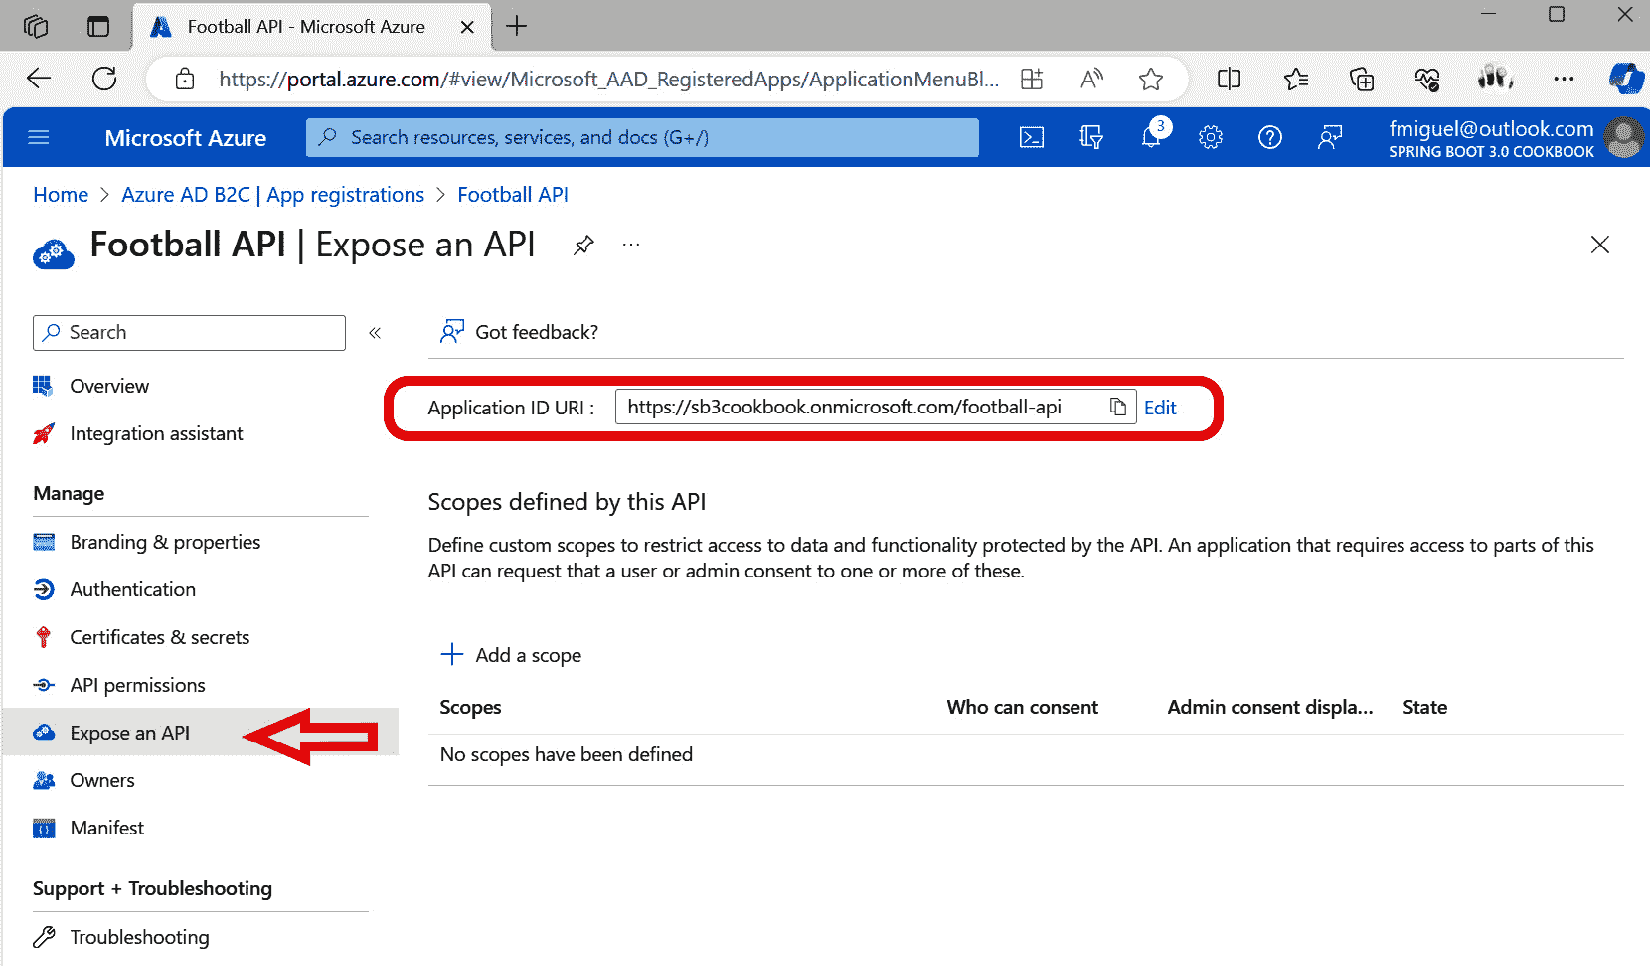 Football API - Microsoft Azure
https://portal.azure.com/#view/Microsoft_AAD_RegisteredApps/ApplicationMenuBl...
Microsoft Azure
Search resources, services, and docs (G+/)
3
fmiguel@outlook.com
SPRING BOOT 3.0 COOKBOOK
Home > Azure AD B2C | App registrations > Football API
Football API | Expose an API
Search
Got feedback?
Overview
Application ID URI : https://sb3cookbook.onmicrosoft.com/football-api Edit
Integration assistant
Manage
Scopes defined by this API
Branding & properties
Define custom scopes to restrict access to data and functionality protected by the API. An application that requires access to parts of this
API can request that a user or admin consent to one or more of these.
Authentication
Certificates & secrets
Add a scope
API permissions
Scopes Who can consent Admin consent displa... State
Expose an API
No scopes have been defined
Owners
Manifest
Support + Troubleshooting
Troubleshooting